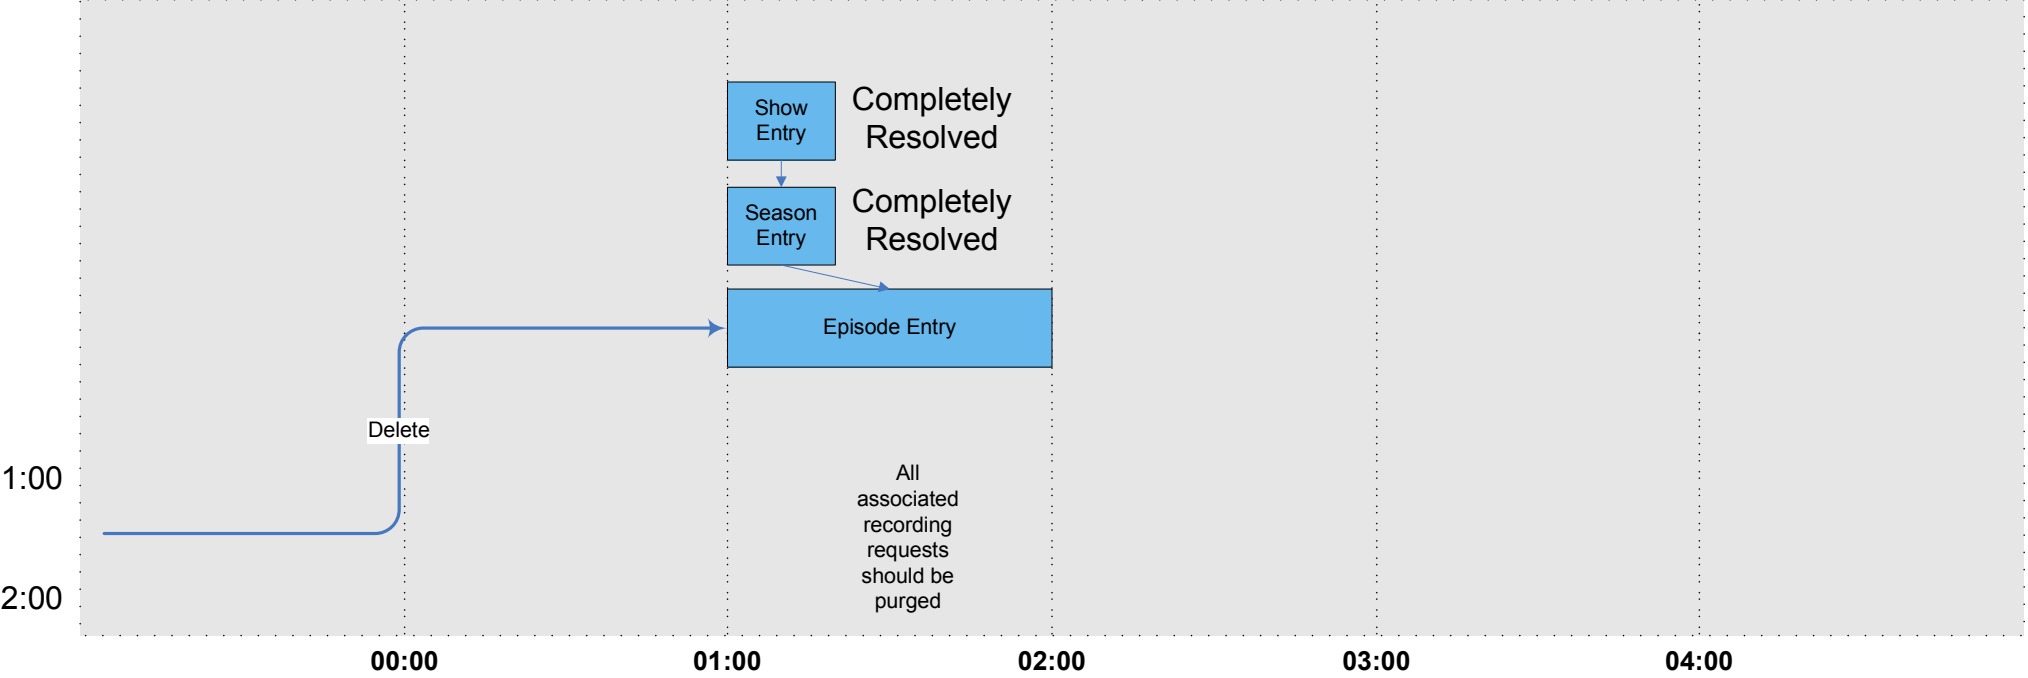 Show
Entry
Completely
Resolved
Season
Entry
Completely
Resolved
Episode Entry
Delete
1:00
2:00
All
associated
recording
requests
should be
purged
00:00
01:00
02:00
03:00
04:00